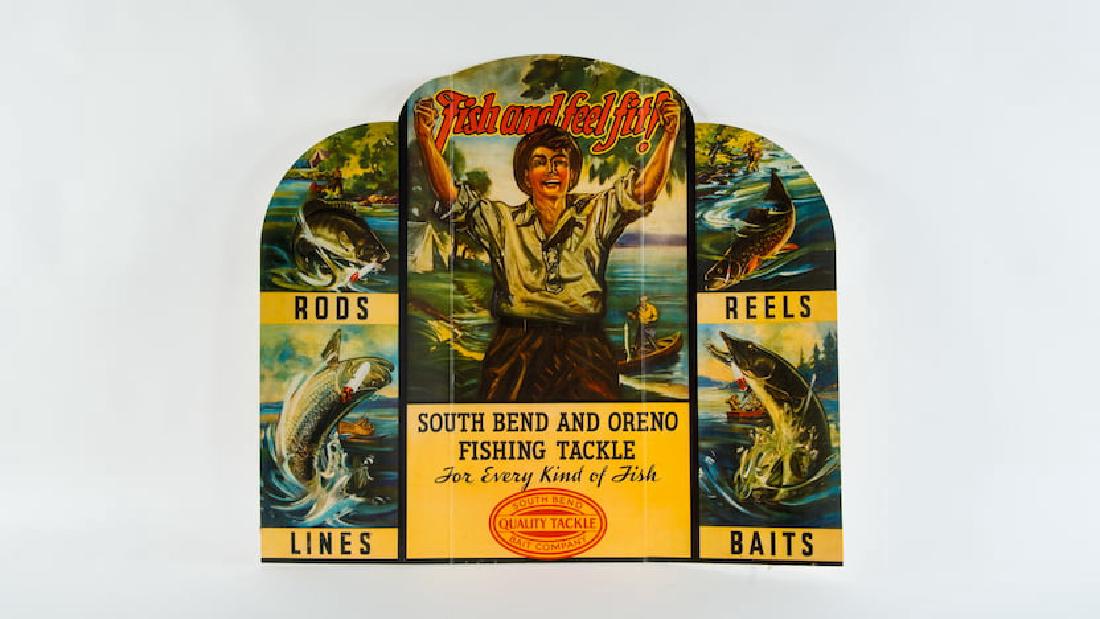 Fish and feel fit!
RODS
REELS
LINES
BAITS
SOUTH BEND AND ORENO
FISHING TACKLE
For Every Kind of Fish
SOUTH BEND
QUALITY TACKLE
BAIT COMPANY